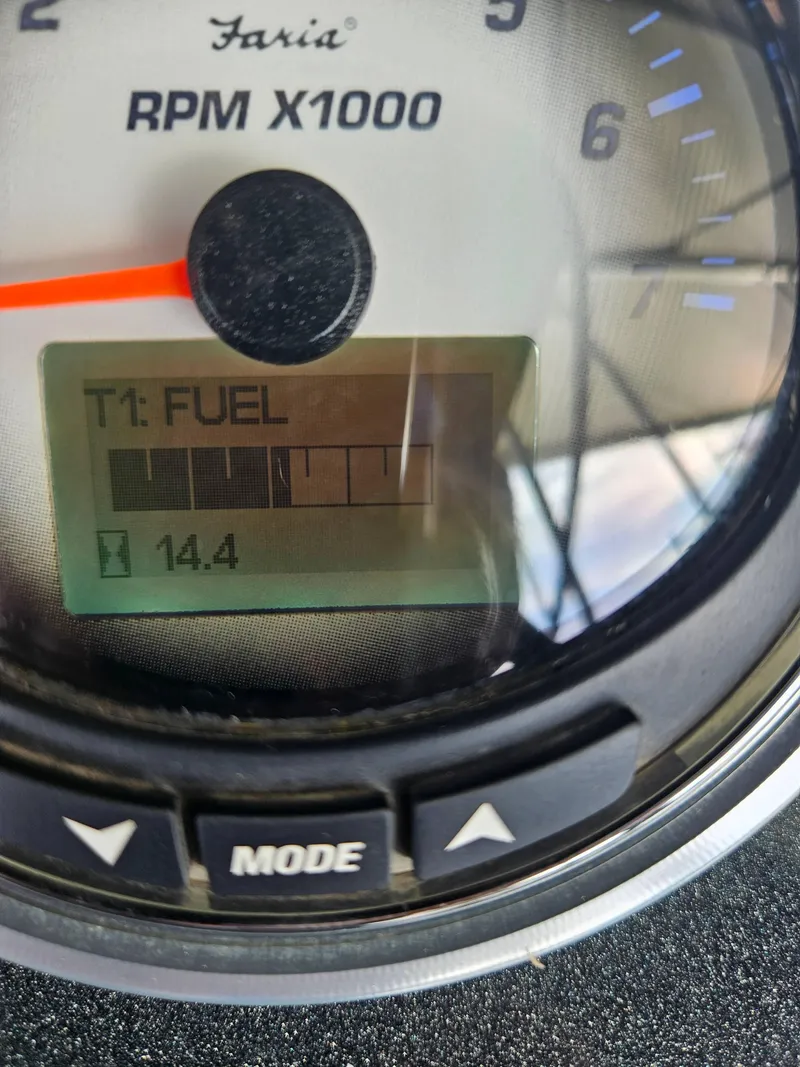 2
Faria®
5
RPM X1000
6
7
T1: FUEL
14.4
MODE